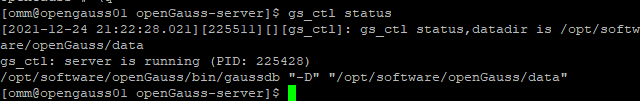 [omm@opengauss01 openGauss-server]$ gs_ctl status
[2021-12-24 21:22:28.021][225511][][gs_ctl]: gs_ctl status,datadir is /opt/softw
are/openGauss/data
gs_ctl: server is running (PID: 225428)
/opt/software/openGauss/bin/gaussdb "-D" "/opt/software/openGauss/data"
[omm@opengauss01 openGauss-server]$